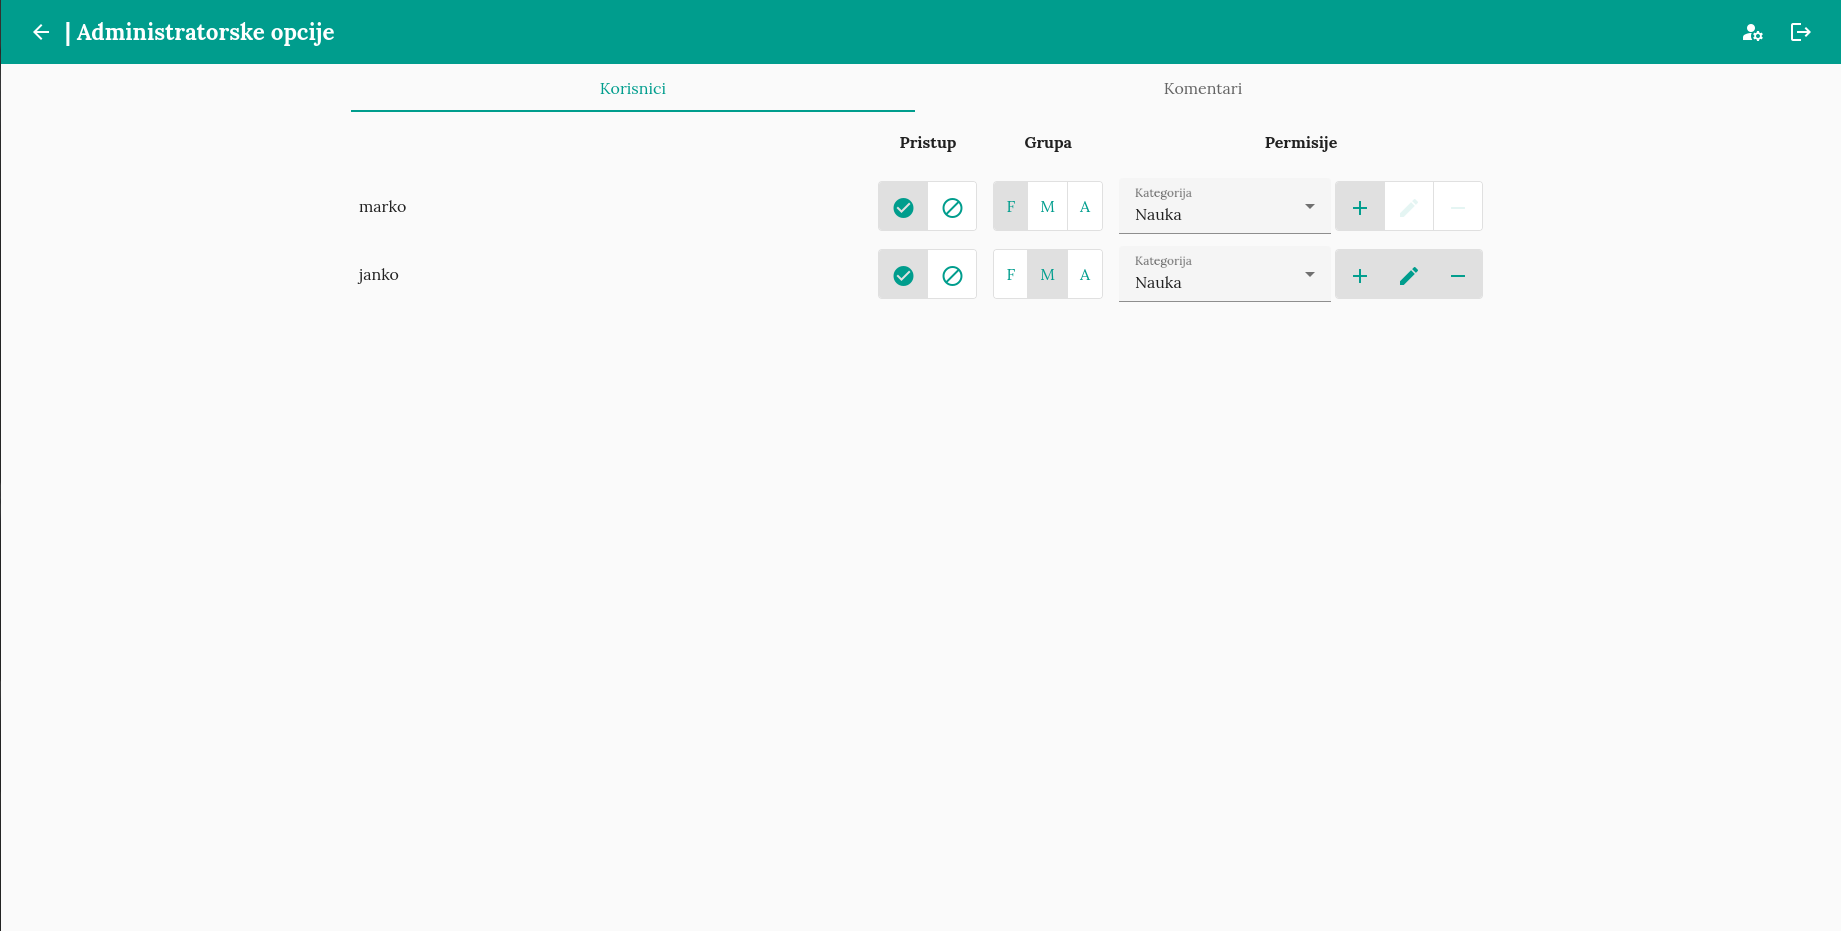 | Administratorske opcije
Korisnici Komentari
Pristup Grupa Permisije
marko F M A Kategorija Nauka
janko F M A Kategorija Nauka